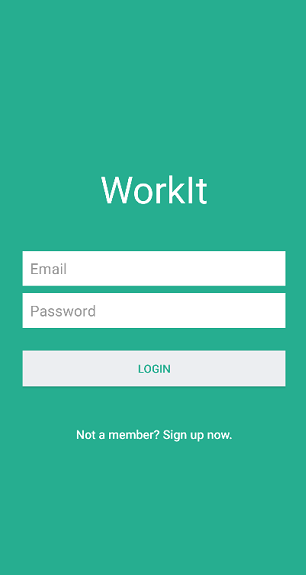 WorkIt
Email
Password
LOGIN
Not a member? Sign up now.